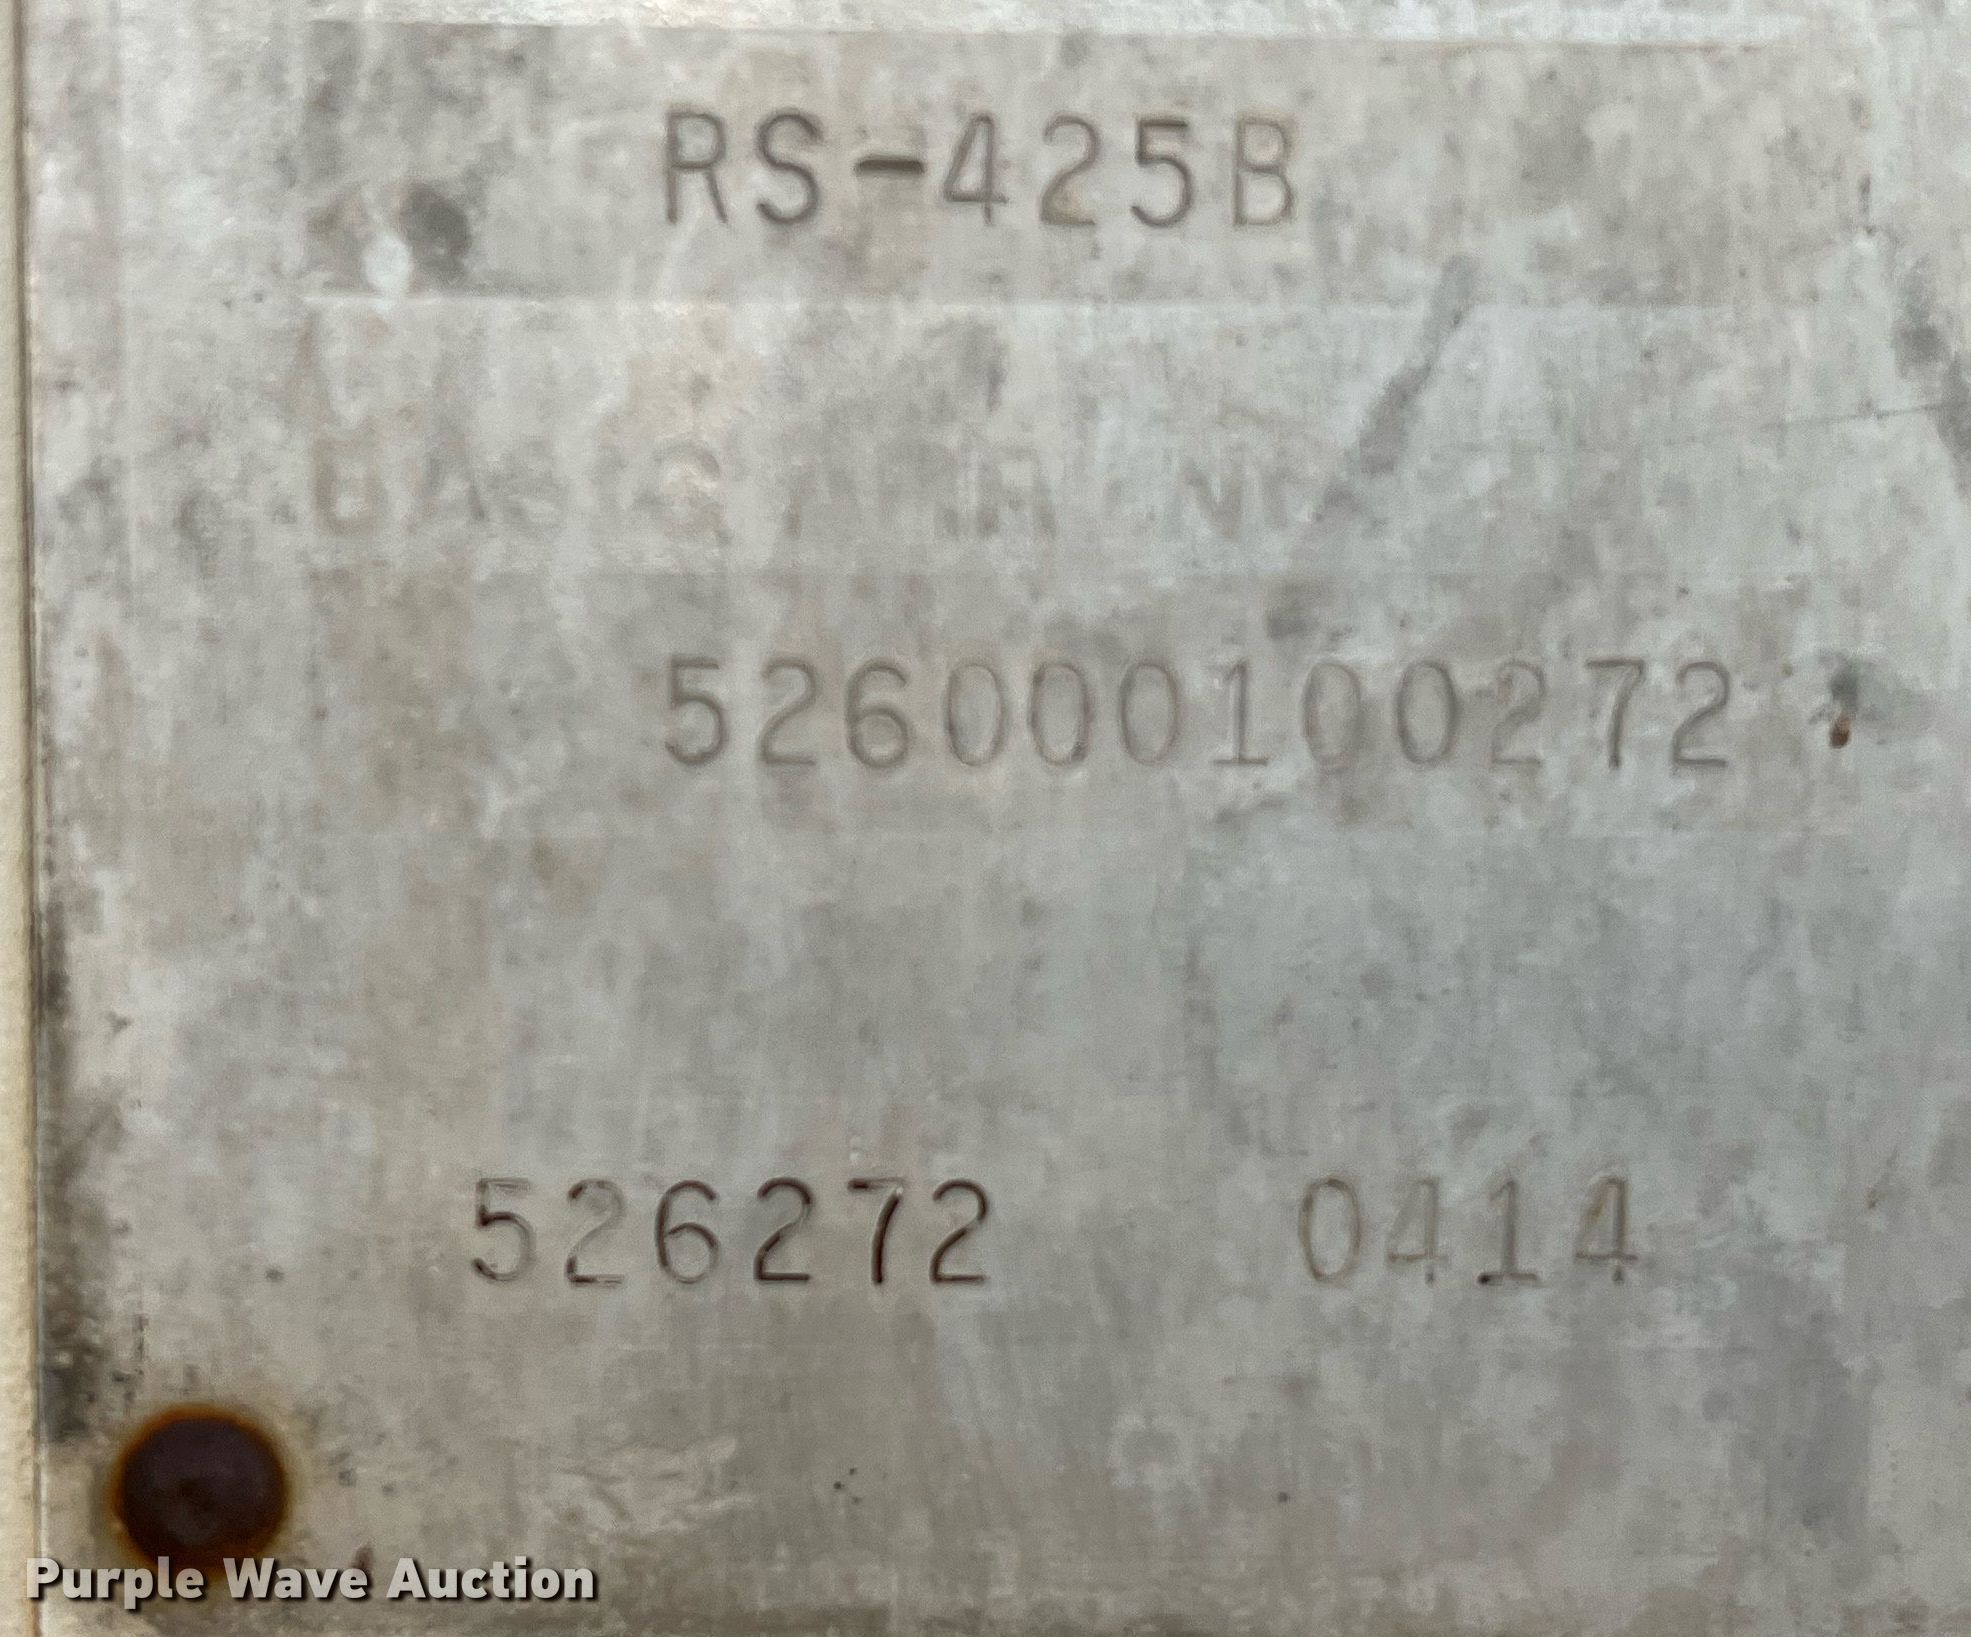 RS-425B
526000100272
526272 0414
Purple Wave Auction